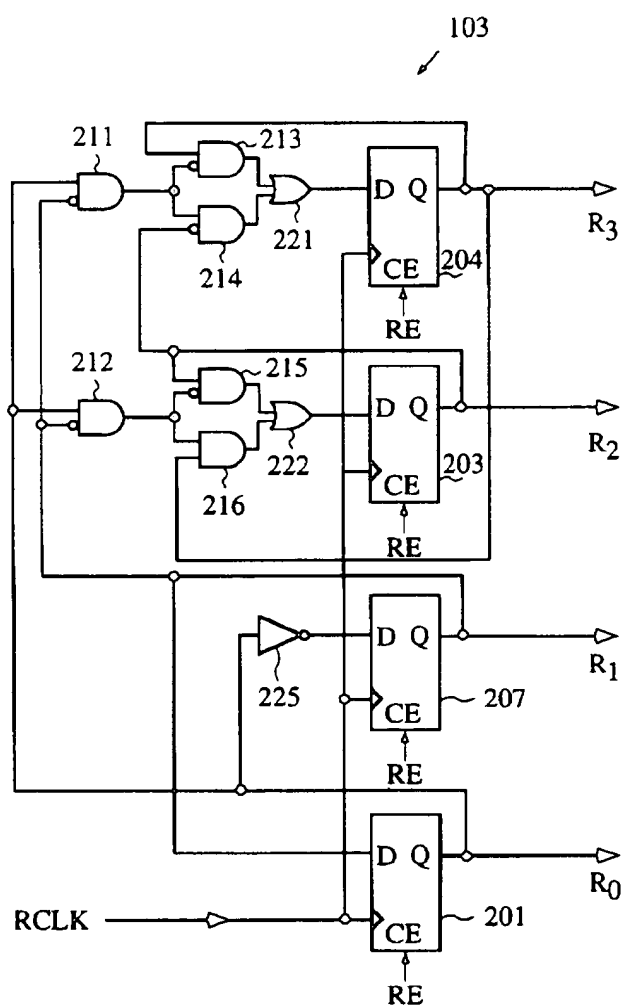 103
211
213
D Q
R3
221
CE
204
214
RE
212
215
D Q
R2
222
CE
203
216
RE
D Q
R1
225
CE
207
RE
D Q
R0
RCLK
CE
201
RE